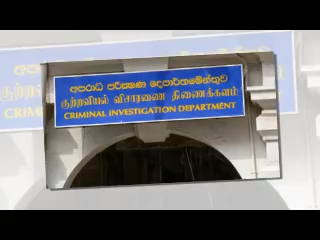 අපරාධ පරීක්ෂණ දෙපාර්තමේන්තුව
குற்றவியல் விசாரணை திணைக்களம்
CRIMINAL INVESTIGATION DEPARTMENT